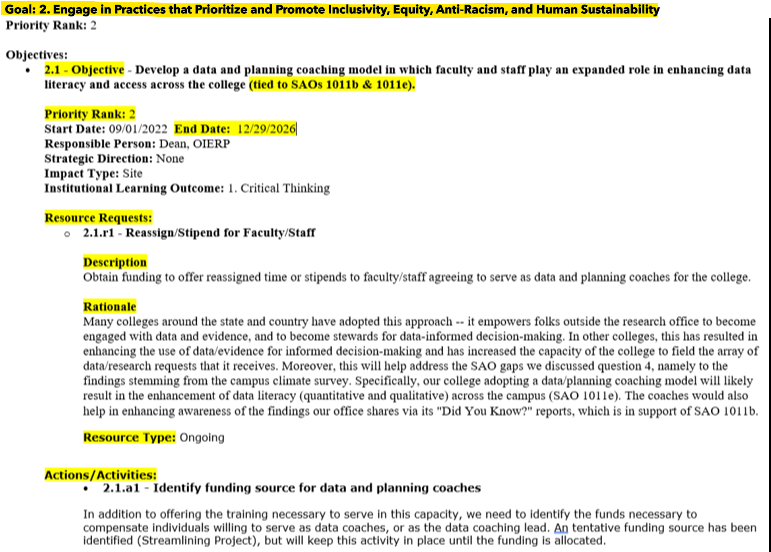 Goal: 2. Engage in Practices that Prioritize and Promote Inclusivity, Equity, Anti-Racism, and Human Sustainability
Priority Rank: 2
Objectives:
• 2.1 - Objective - Develop a data and planning coaching model in which faculty and staff play an expanded role in enhancing data
literacy and access across the college (tied to SAOs 1011b & 1011e).
Priority Rank: 2
Start Date: 09/01/2022 End Date: 12/29/2026
Responsible Person: Dean, OIERP
Strategic Direction: None
Impact Type: Site
Institutional Learning Outcome: 1. Critical Thinking
Resource Requests:
o 2.1.r1 - Reassign/Stipend for Faculty/Staff
Description
Obtain funding to offer reassigned time or stipends to faculty/staff agreeing to serve as data and planning coaches for the college.
Rationale
Many colleges around the state and country have adopted this approach -- it empowers folks outside the research office to become
engaged with data and evidence, and to become stewards for data-informed decision-making. In other colleges, this has resulted in
enhancing the use of data/evidence for informed decision-making and has increased the capacity of the college to field the array of
data/research requests that it receives. Moreover, this will help address the SAO gaps we discussed question 4, namely to the
findings stemming from the campus climate survey. Specifically, our college adopting a data/planning coaching model will likely
result in the enhancement of data literacy (quantitative and qualitative) across the campus (SAO 1011e). The coaches would also
help in enhancing awareness of the findings our office shares via its "Did You Know?" reports, which is in support of SAO 1011b.
Resource Type: Ongoing
Actions/Activities:
• 2.1.a1 - Identify funding source for data and planning coaches
In addition to offering the training necessary to serve in this capacity, we need to identify the funds necessary to
compensate individuals willing to serve as data coaches, or as the data coaching lead. An tentative funding source has been
identified (Streamlining Project), but will keep this activity in place until the funding is allocated.